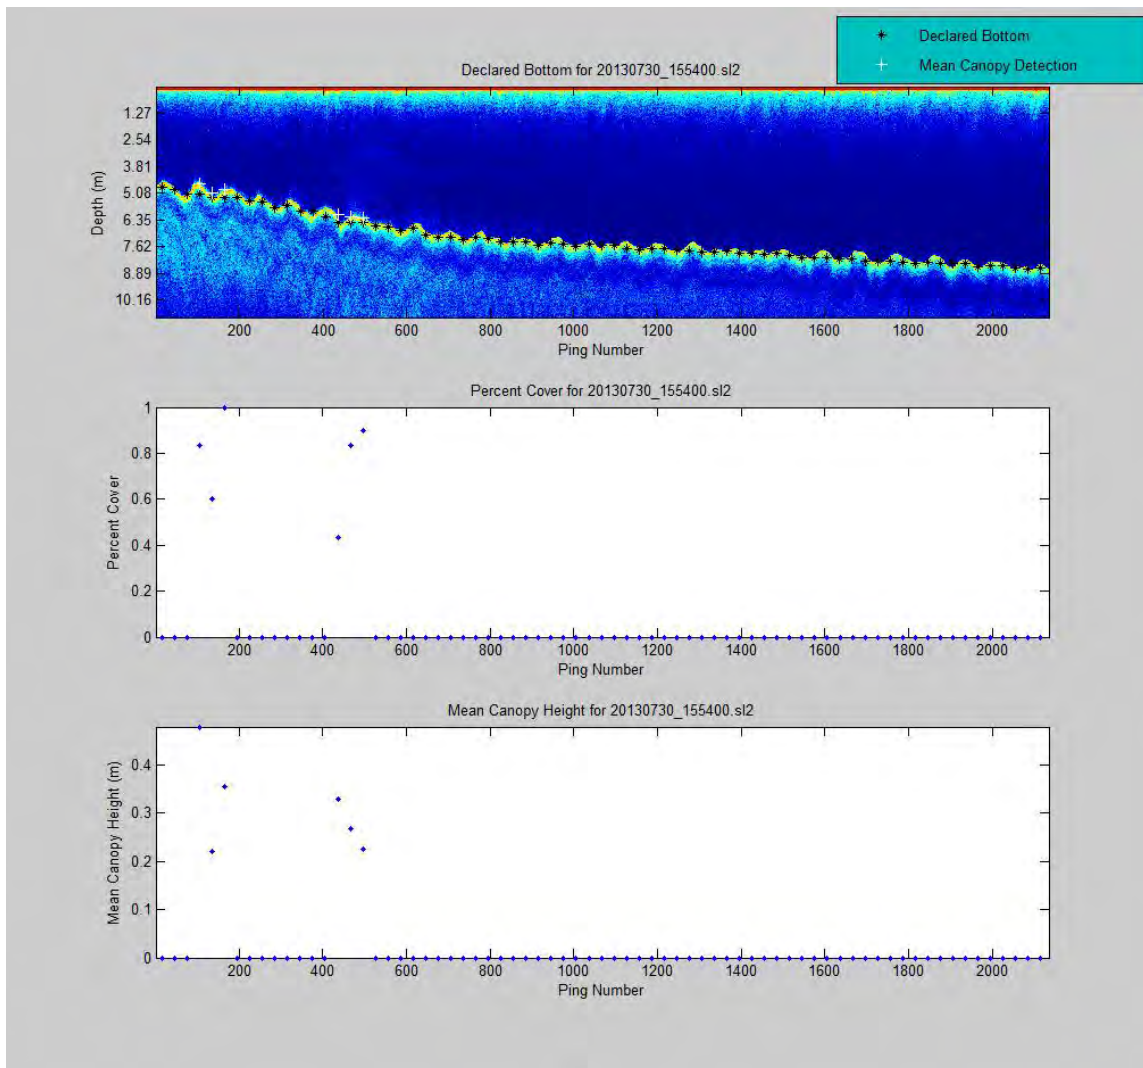 Declared Bottom
Mean Canopy Detection
Declared Bottom for 20130730_155400.sl2
Depth (m)
1.27
2.54
3.81
5.08
6.35
7.62
8.89
10.16
200 400 600 800 1000 1200 1400 1600 1800 2000
Ping Number
Percent Cover for 20130730_155400.sl2
Percent Cover
1
0.8
0.6
0.4
0.2
0
200 400 600 800 1000 1200 1400 1600 1800 2000
Ping Number
Mean Canopy Height for 20130730_155400.sl2
Mean Canopy Height (m)
0.4
0.3
0.2
0.1
0
200 400 600 800 1000 1200 1400 1600 1800 2000
Ping Number